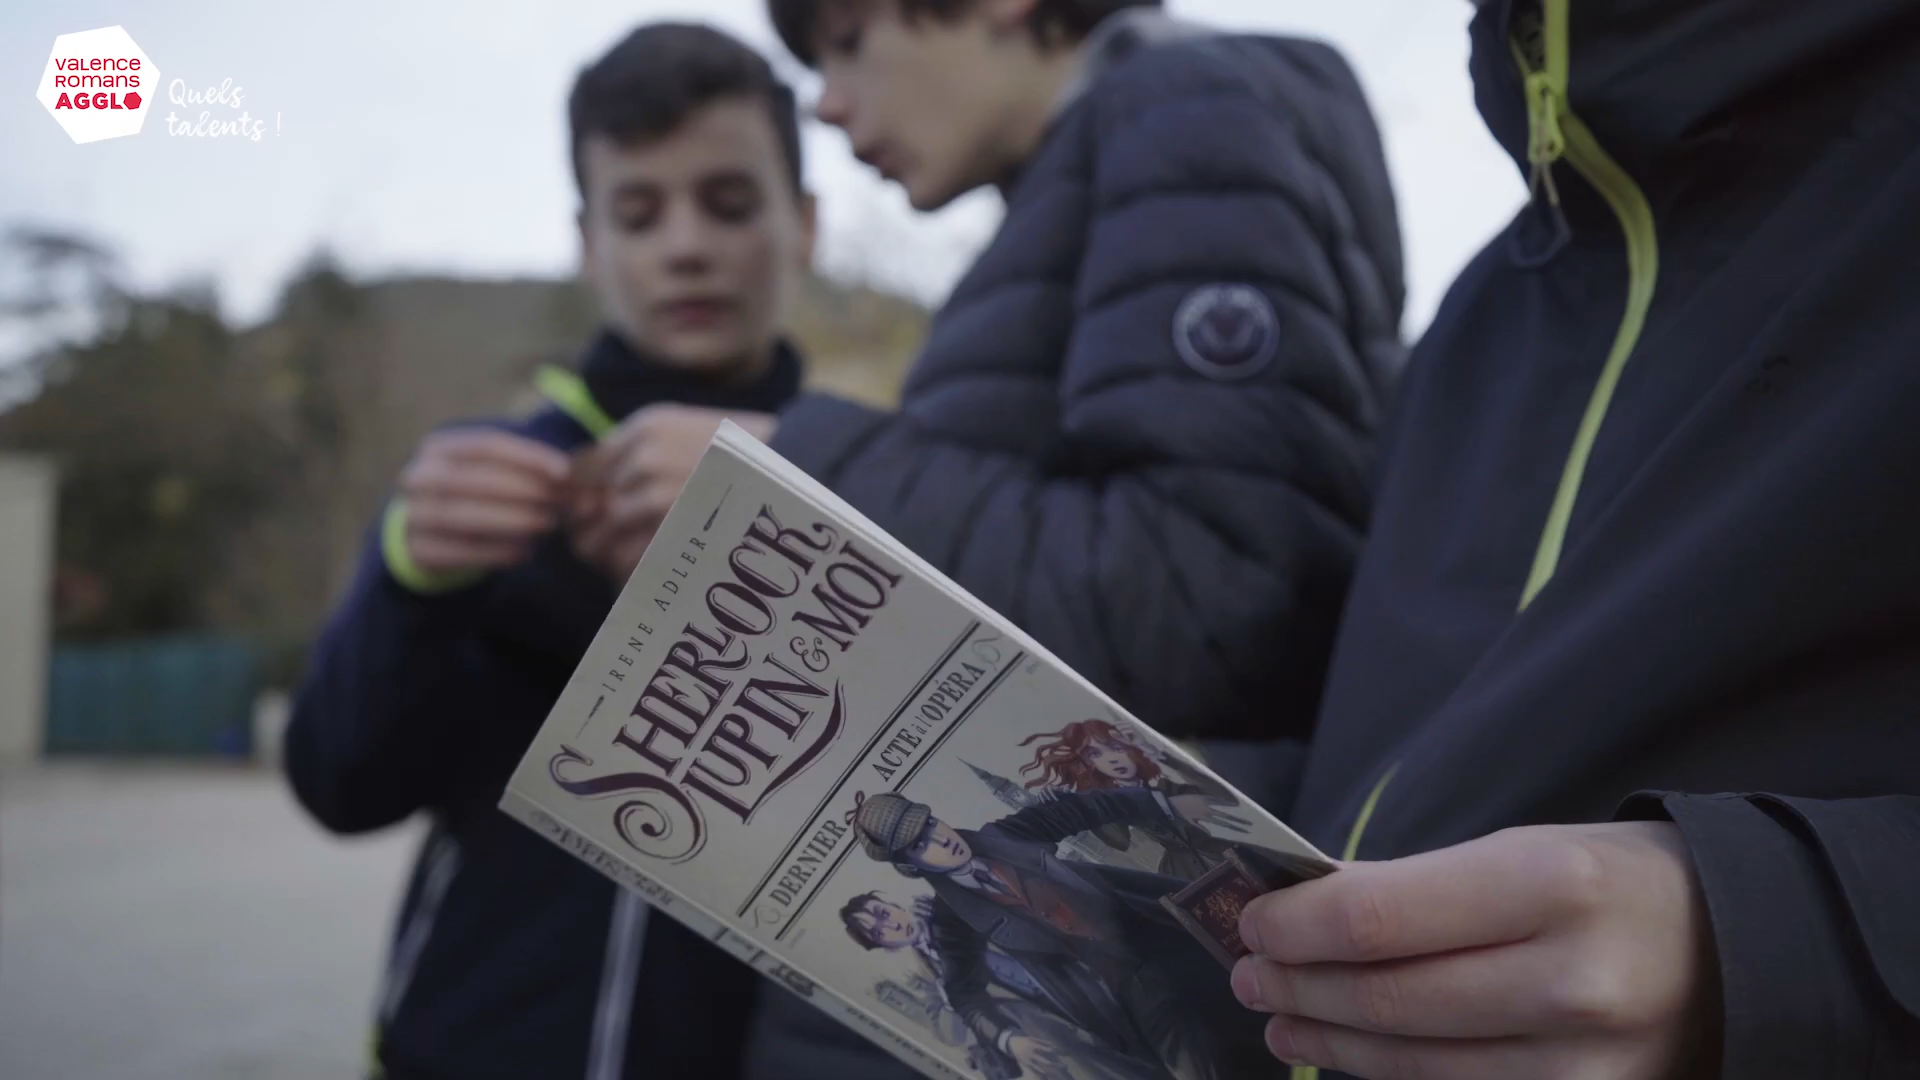 VALENCE
ROMANS
AGGLO
Quels
talents !
IRENE ADLER
SHERLOCK
LUPIN & MOI
DERNIER ACTE à l'OPÉRA